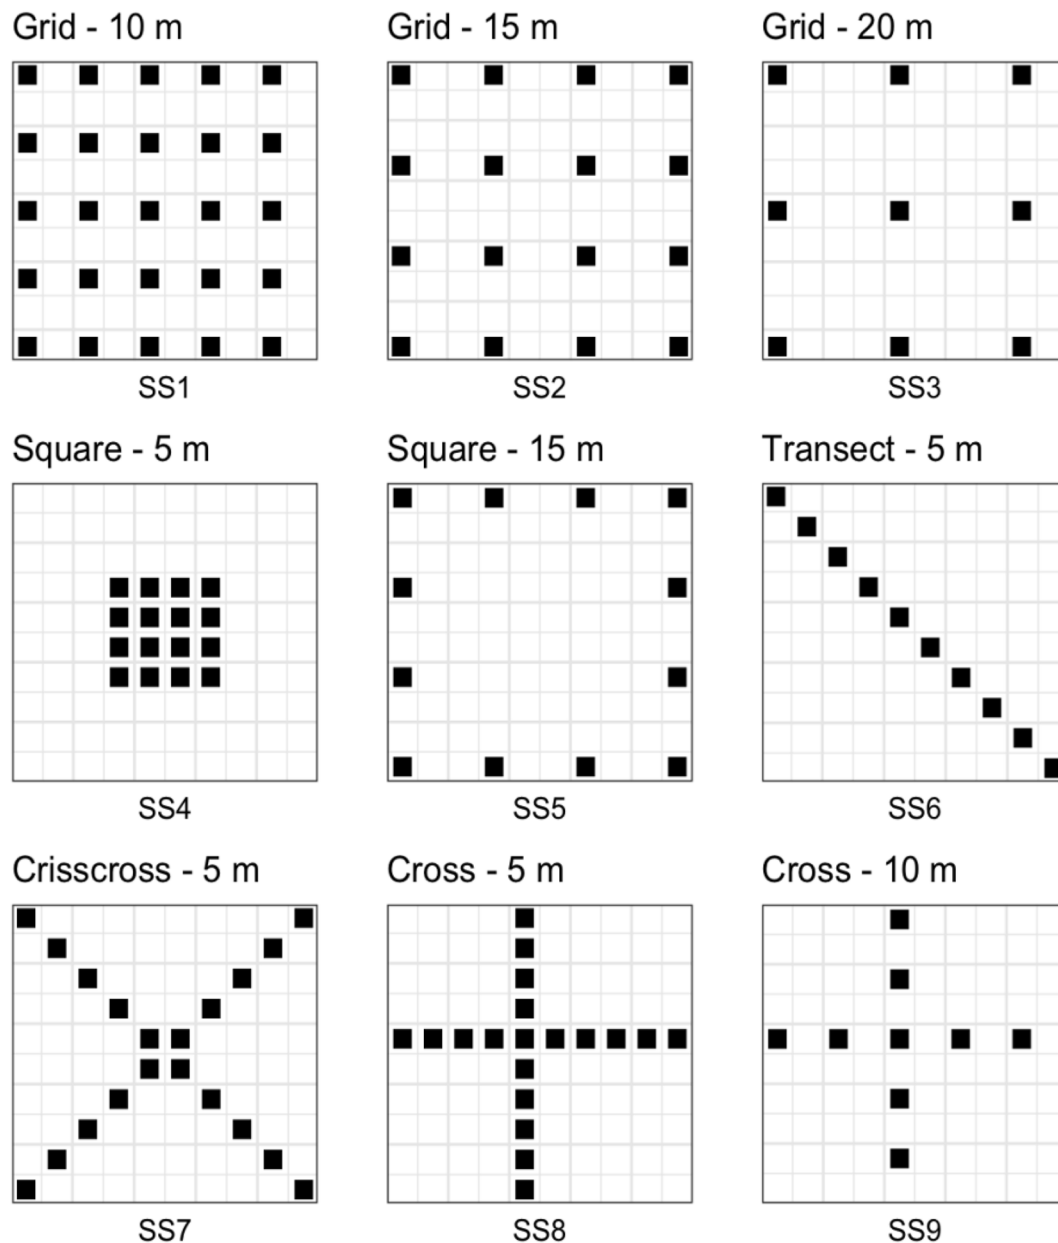 Grid - 10 m
Grid - 15 m
Grid - 20 m
SS1
SS2
SS3
Square - 5 m
Square - 15 m
Transect - 5 m
SS4
SS5
SS6
Crisscross - 5 m
Cross - 5 m
Cross - 10 m
SS7
SS8
SS9